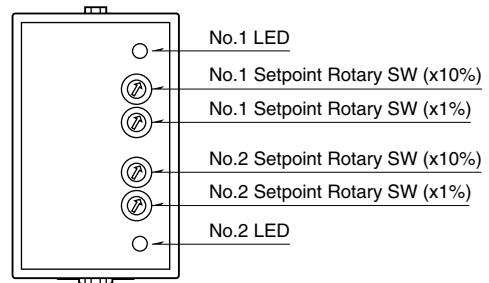 No.1 LED
No.1 Setpoint Rotary SW (x10%)
No.1 Setpoint Rotary SW (x1%)
No.2 Setpoint Rotary SW (x10%)
No.2 Setpoint Rotary SW (x1%)
No.2 LED